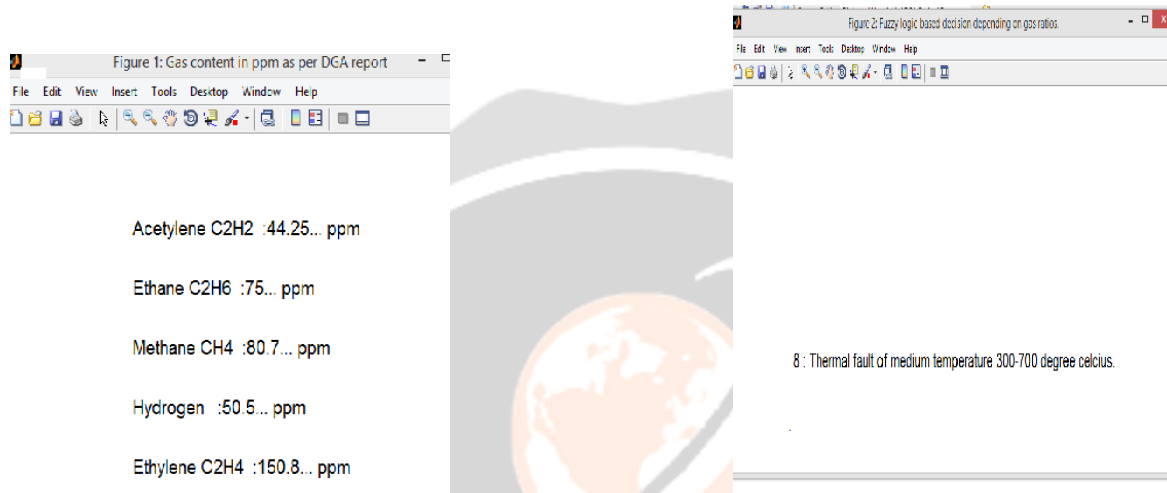 Figure 1: Gas content in ppm as per DGA report
File Edit View Insert Tools Desktop Window Help
Acetylene C2H2 :44.25... ppm
Ethane C2H6 :75... ppm
Methane CH4 :80.7... ppm
Hydrogen :50.5... ppm
Ethylene C2H4 :150.8... ppm
Figure 2: Fuzzy logic based decision depending on gas ratios.
File Edit View Insert Tools Desktop Window Help
8 : Thermal fault of medium temperature 300-700 degree celcius.